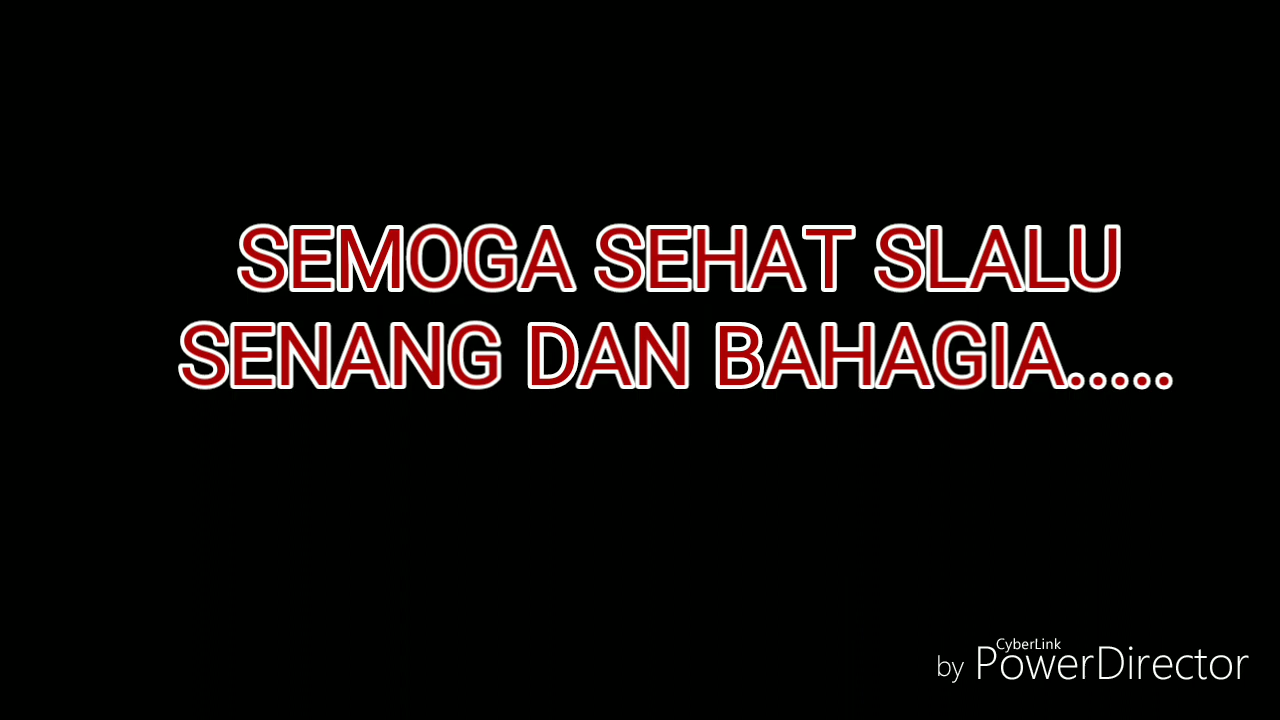 SEMOGA SEHAT SLALU
SENANG DAN BAHAGIA.....
CyberLink
by PowerDirector